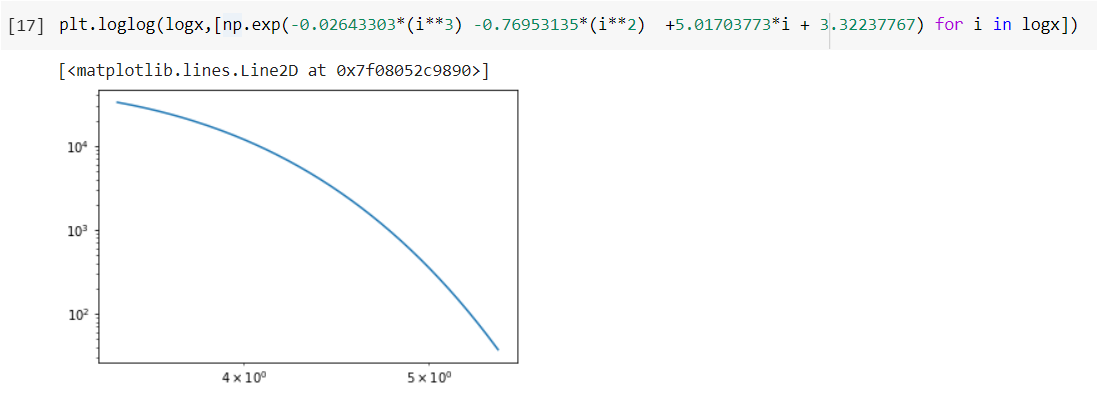 [17] plt.loglog(logx,[np.exp(-0.02643303*(i**3) -0.76953135*(i**2)  +5.01703773*i + 3.32237767) for i in logx])
[<matplotlib.lines.Line2D at 0x7f08052c9890>]
10⁴
10³
10²
4 × 10⁰ 5 × 10⁰